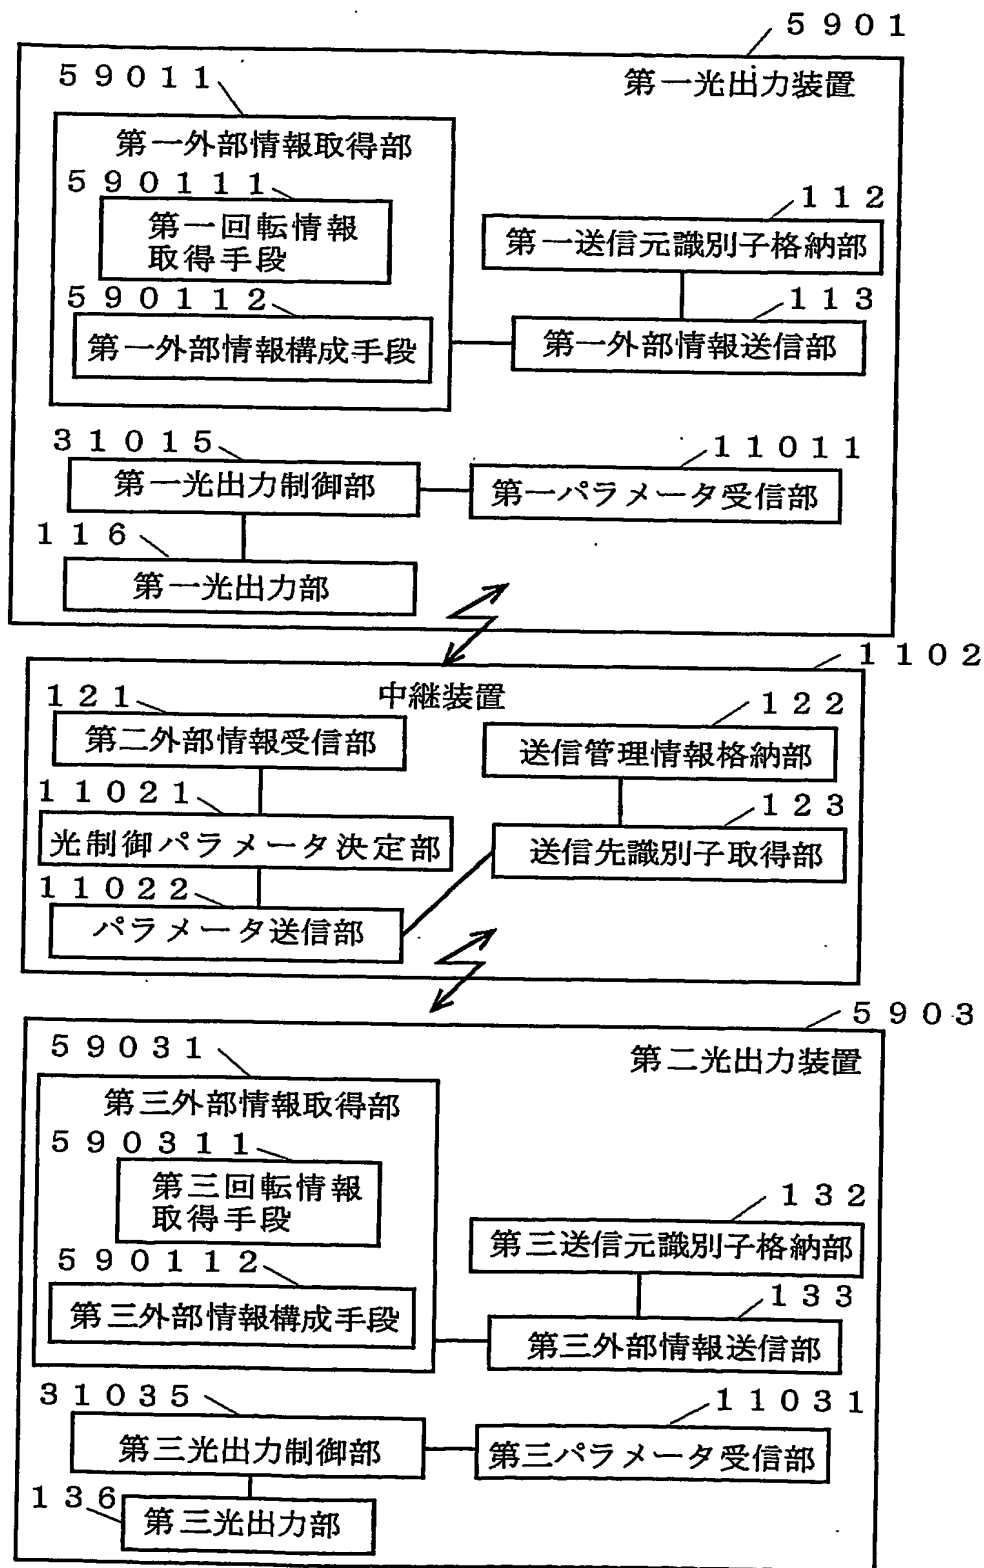 5901
第一光出力装置
59011
第一外部情報取得部
590111
第一回転情報
取得手段
112
第一送信元識別子格納部
590112
第一外部情報構成手段
113
第一外部情報送信部
31015
第一光出力制御部
11011
第一パラメータ受信部
116
第一光出力部
1102
中継装置
121
第二外部情報受信部
122
送信管理情報格納部
11021
光制御パラメータ決定部
123
送信先識別子取得部
11022
パラメータ送信部
5903
第二光出力装置
59031
第三外部情報取得部
590311
第三回転情報
取得手段
132
第三送信元識別子格納部
590112
第三外部情報構成手段
133
第三外部情報送信部
31035
第三光出力制御部
11031
第三パラメータ受信部
136
第三光出力部